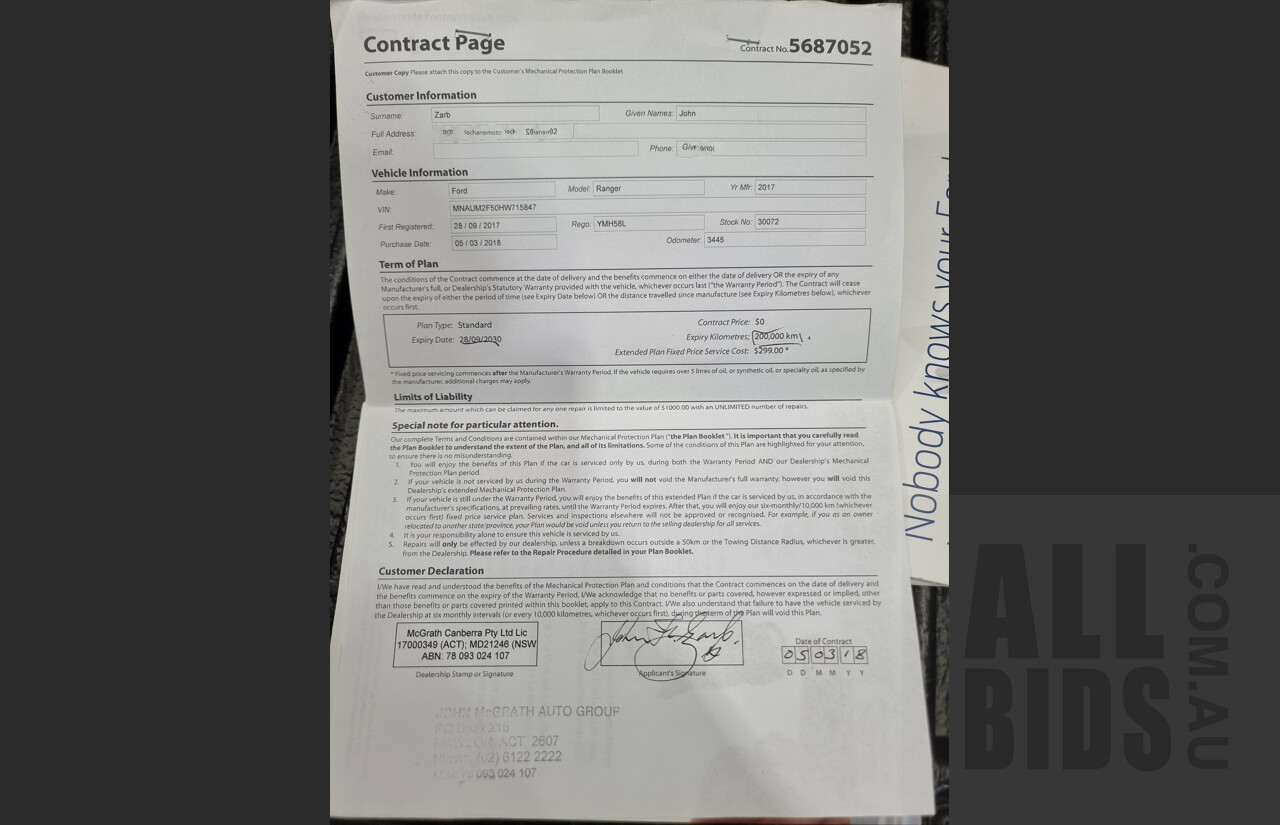 Contract Page
Contract No. 5687052
Customer Copy Please attach this copy to the Customer's Mechanical Protection Plan Booklet
Customer Information
Surname: Zarb Given Names: John
Full Address:
Email: Phone:
Vehicle Information
Make: Ford Model: Ranger Yr Mfr: 2017
VIN: MNAUM2F50HW715847
First Registered: 28 / 09 / 2017 Rego: YMH58L Stock No: 30072
Purchase Date: 05 / 03 / 2018 Odometer: 3445
Term of Plan
The conditions of the Contract commence at the date of delivery and the benefits commence on either the date of delivery OR the expiry of any
Manufacturer's full, or Dealership's Statutory Warranty provided with the vehicle, whichever occurs last ("the Warranty Period"). The Contract will cease
upon the expiry of either the period of time (see Expiry Date below) OR the distance travelled since manufacture (see Expiry Kilometres below), whichever
occurs first.
Plan Type: Standard Contract Price: $0
Expiry Date: 28/09/2030 Expiry Kilometres: 200,000 km
Extended Plan Fixed Price Service Cost: $299.00 *
* Fixed price servicing commences after the Manufacturer's Warranty Period. If the vehicle requires over 5 litres of oil, or synthetic oil, or specialty oil, as specified by
the manufacturer, additional charges may apply.
Limits of Liability
The maximum amount which can be claimed for any one repair is limited to the value of $1000.00 with an UNLIMITED number of repairs.
Special note for particular attention.
Our complete Terms and Conditions are contained within our Mechanical Protection Plan ("the Plan Booklet"). It is important that you carefully read
the Plan Booklet to understand the extent of the Plan, and all of its limitations. Some of the conditions of this Plan are highlighted for your attention,
to ensure there is no misunderstanding.
1. You will enjoy the benefits of this Plan if the car is serviced only by us, during both the Warranty Period AND our Dealership's Mechanical
Protection Plan period.
2. If your vehicle is not serviced by us during the Warranty Period, you will not void the Manufacturer's full warranty, however you will void this
Dealership's extended Mechanical Protection Plan.
3. If your vehicle is still under the Warranty Period, you will enjoy the benefits of this extended Plan if the car is serviced by us, in accordance with the
manufacturer's specifications, at prevailing rates, until the Warranty Period expires. After that, you will enjoy our six-monthly/10,000 km (whichever
occurs first) fixed price service plan. Services and inspections elsewhere will not be approved or recognised. For example, if you as an owner
relocated to another state/province, your Plan would be void unless you return to the selling dealership for all services.
4. It is your responsibility alone to ensure this vehicle is serviced by us.
5. Repairs will only be effected by our dealership, unless a breakdown occurs outside a 50km or the Towing Distance Radius, whichever is greater,
from the Dealership. Please refer to the Repair Procedure detailed in your Plan Booklet.
Customer Declaration
I/We have read and understood the benefits of the Mechanical Protection Plan and conditions that the Contract commences on the date of delivery and
the benefits commence on the expiry of the Warranty Period. I/We acknowledge that no benefits or parts covered, however expressed or implied, other
than those benefits or parts covered printed within this booklet, apply to this Contract. I/We also understand that failure to have the vehicle serviced by
the Dealership at six monthly intervals (or every 10,000 kilometres, whichever occurs first), during the term of the Plan will void this Plan.
McGrath Canberra Pty Ltd Lic
17000349 (ACT); MD21246 (NSW
ABN: 78 093 024 107
Dealership Stamp or Signature
John Zarb.
Applicant's Signature
Date of Contract
0 5 0 3 1 8
D D M M Y Y
JOHN McGRATH AUTO GROUP
ACT 2607
(02) 6122 2222
093 024 107
Nobody knows your
ALL
BIDS
.COM.AU